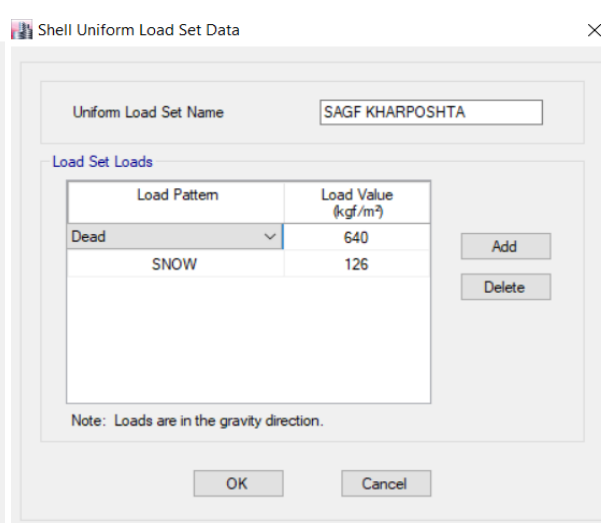 Shell Uniform Load Set Data
Uniform Load Set Name SAGF KHARPOSHTA
Load Set Loads
Load Pattern Load Value (kgf/m²)
Dead 640
SNOW 126
Add
Delete
Note: Loads are in the gravity direction.
OK Cancel